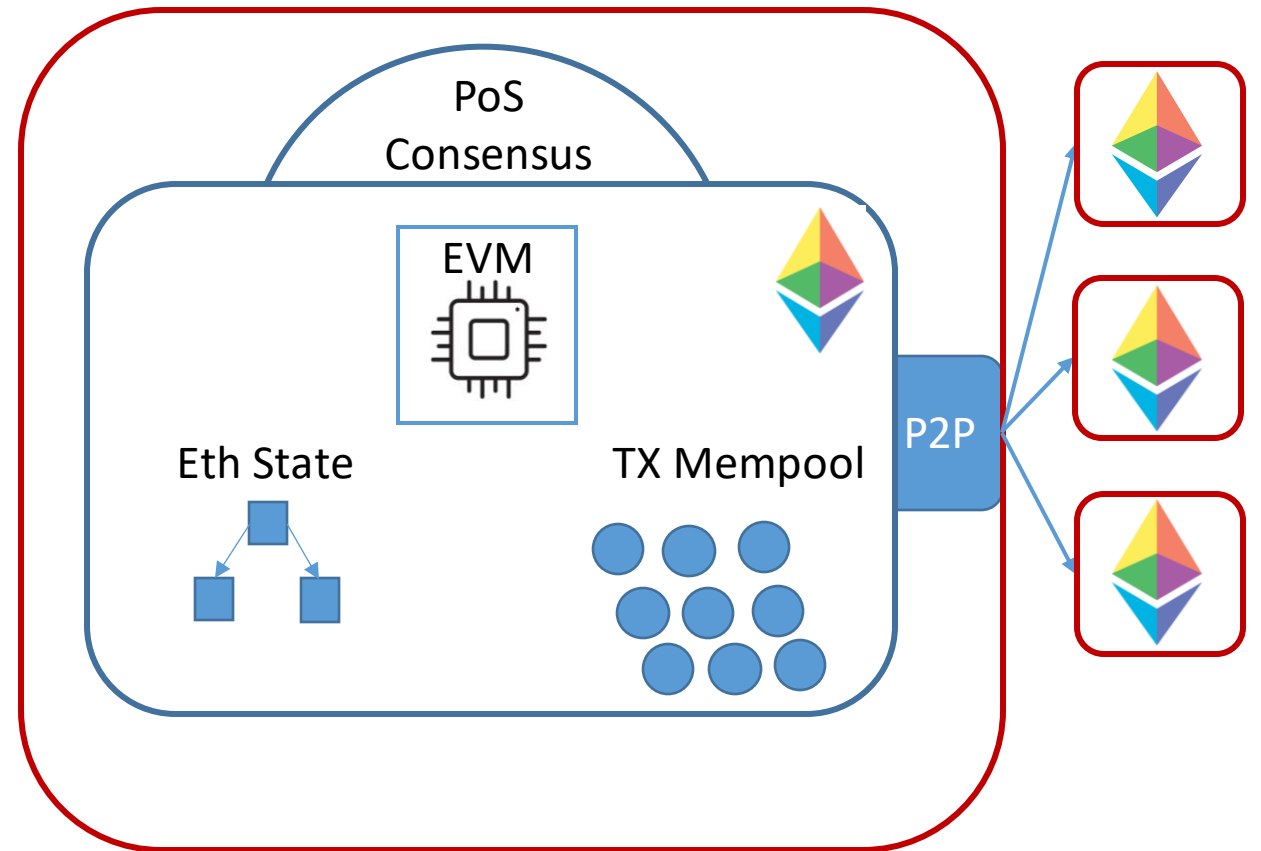 PoS
Consensus
EVM
Eth State
TX Mempool
P2P